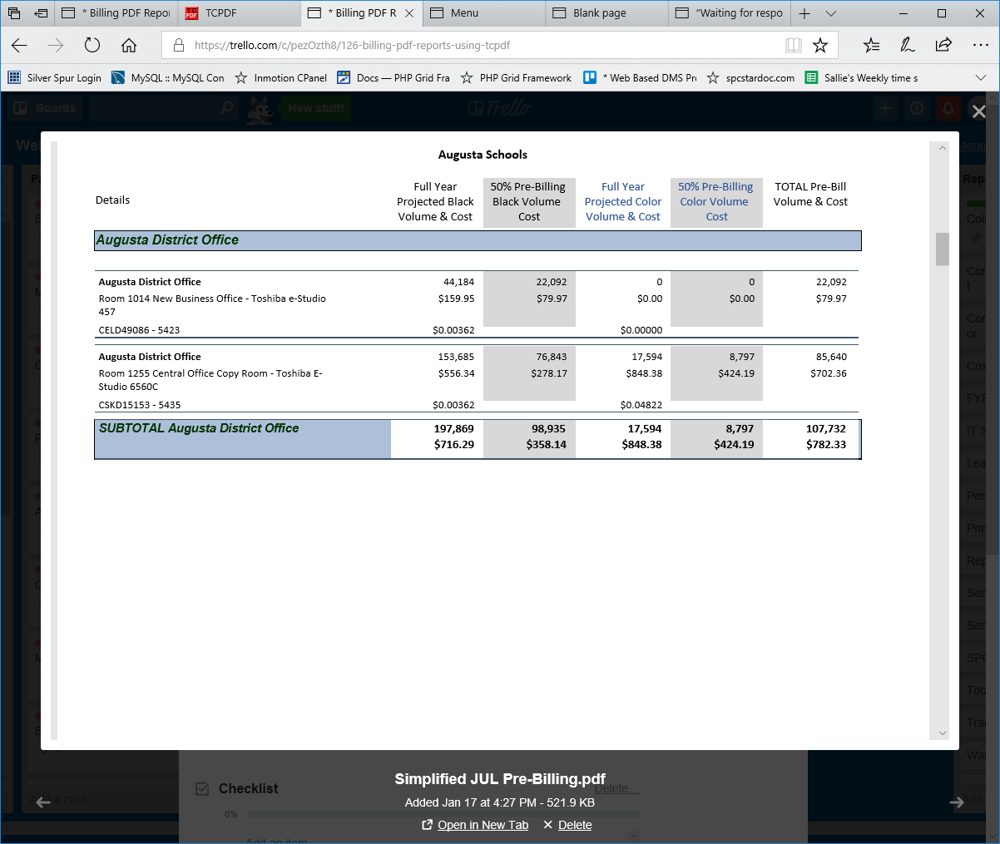 * Billing PDF Repor
TCPDF
* Billing PDF R
Menu
Blank page
"Waiting for respo
https://trello.com/c/pezOzth8/126-billing-pdf-reports-using-tcpdf
Silver Spur Login
MySQL :: MySQL Con
Inmotion CPanel
Docs — PHP Grid Fra
PHP Grid Framework
* Web Based DMS Pr
spcstardoc.com
Sallie's Weekly time s
Boards
New stuff!
Trello
Menu
Augusta Schools
Details
Full Year
Projected Black
Volume & Cost
50% Pre-Billing
Black Volume
Cost
Full Year
Projected Color
Volume & Cost
50% Pre-Billing
Color Volume
Cost
TOTAL Pre-Bill
Volume & Cost
Augusta District Office
Augusta District Office 44,184 22,092 0 0 22,092
Room 1014 New Business Office - Toshiba e-Studio $159.95 $79.97 $0.00 $0.00 $79.97
457
CELD49086 - 5423 $0.00362 $0.00000
Augusta District Office 153,685 76,843 17,594 8,797 85,640
Room 1255 Central Office Copy Room - Toshiba E- $556.34 $278.17 $848.38 $424.19 $702.36
Studio 6560C
CSKD15153 - 5435 $0.00362 $0.04822
SUBTOTAL Augusta District Office 197,869 98,935 17,594 8,797 107,732
$716.29 $358.14 $848.38 $424.19 $782.33
Simplified JUL Pre-Billing.pdf
Added Jan 17 at 4:27 PM - 521.9 KB
Open in New Tab
Delete
Checklist
Delete...
0%
Add an item